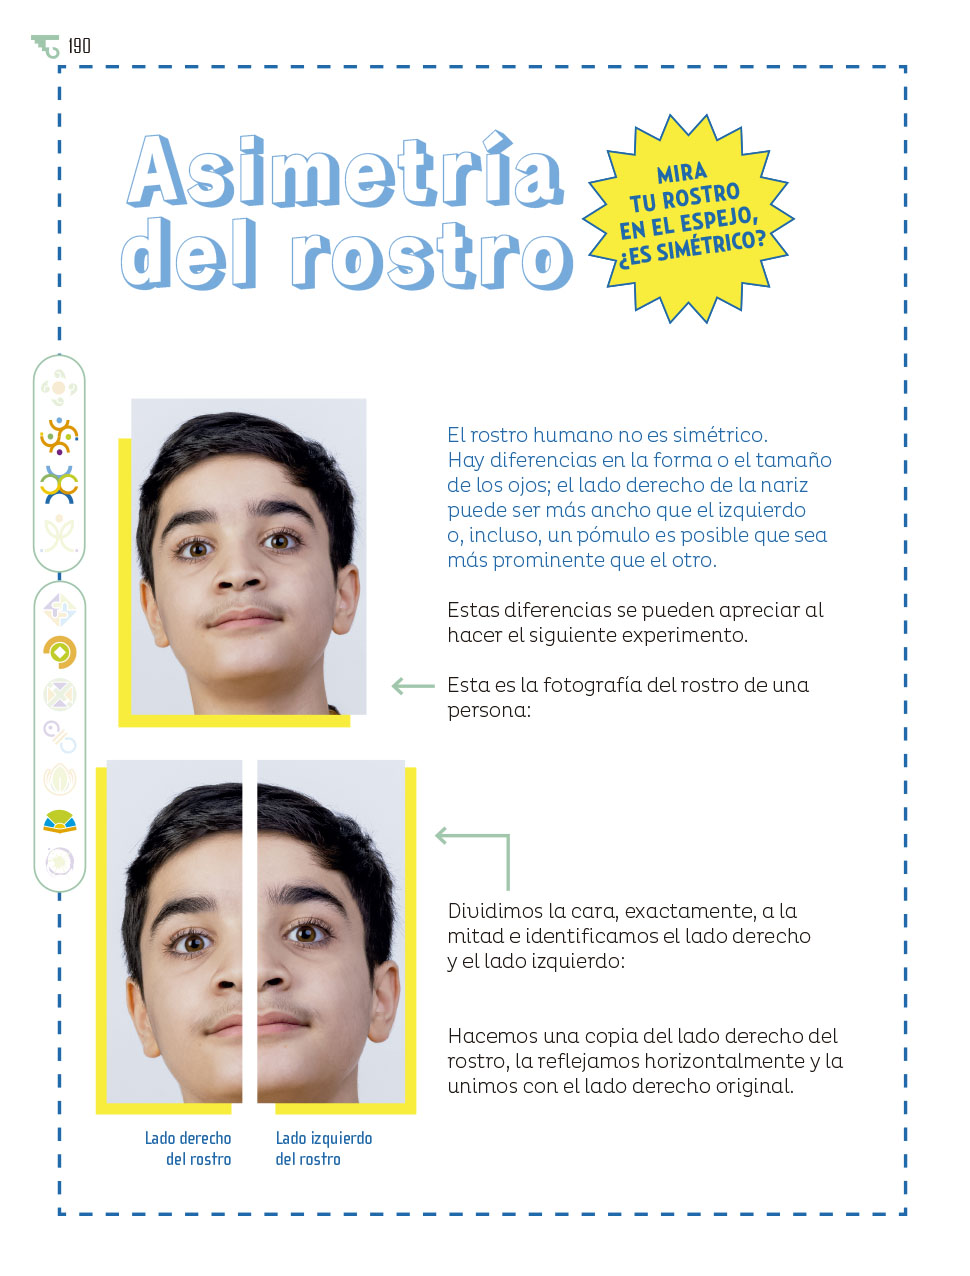 190
Asimetría
del rostro
MIRA
TU ROSTRO
EN EL ESPEJO,
¿ES SIMÉTRICO?
El rostro humano no es simétrico.
Hay diferencias en la forma o el tamaño
de los ojos; el lado derecho de la nariz
puede ser más ancho que el izquierdo
o, incluso, un pómulo es posible que sea
más prominente que el otro.
Estas diferencias se pueden apreciar al
hacer el siguiente experimento.
Esta es la fotografía del rostro de una
persona:
Dividimos la cara, exactamente, a la
mitad e identificamos el lado derecho
y el lado izquierdo:
Hacemos una copia del lado derecho del
rostro, la reflejamos horizontalmente y la
unimos con el lado derecho original.
Lado derecho
del rostro
Lado izquierdo
del rostro